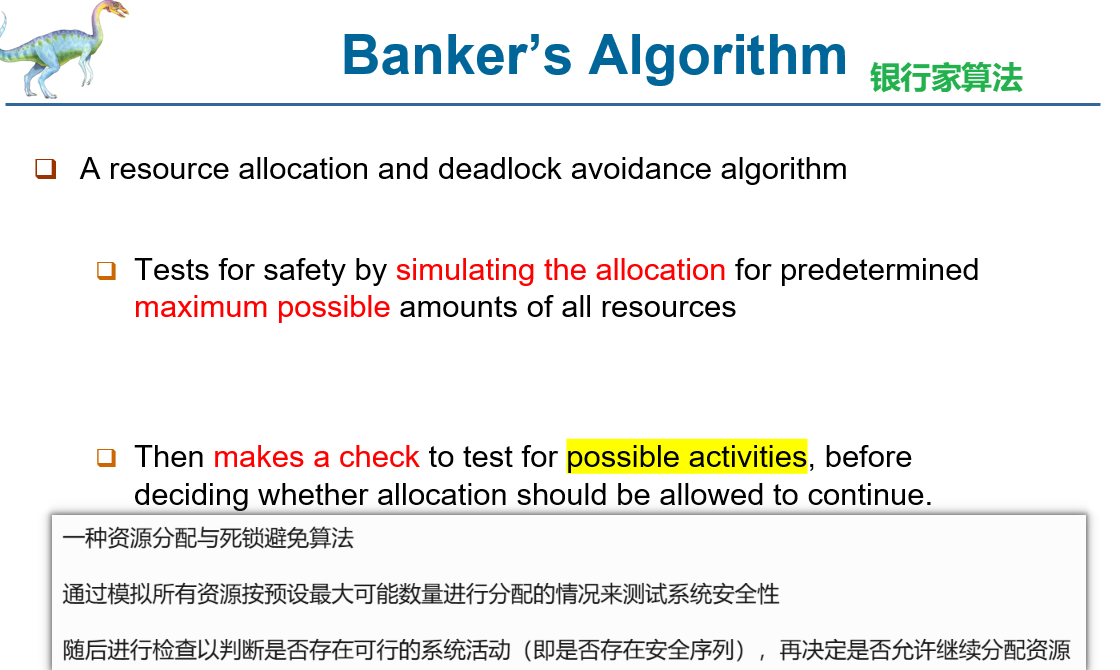 Banker's Algorithm
银行家算法
A resource allocation and deadlock avoidance algorithm
Tests for safety by simulating the allocation for predetermined
maximum possible amounts of all resources
Then makes a check to test for possible activities, before
deciding whether allocation should be allowed to continue.
一种资源分配与死锁避免算法
通过模拟所有资源按预设最大可能数量进行分配的情况来测试系统安全性
随后进行检查以判断是否存在可行的系统活动（即是否存在安全序列），再决定是否允许继续分配资源